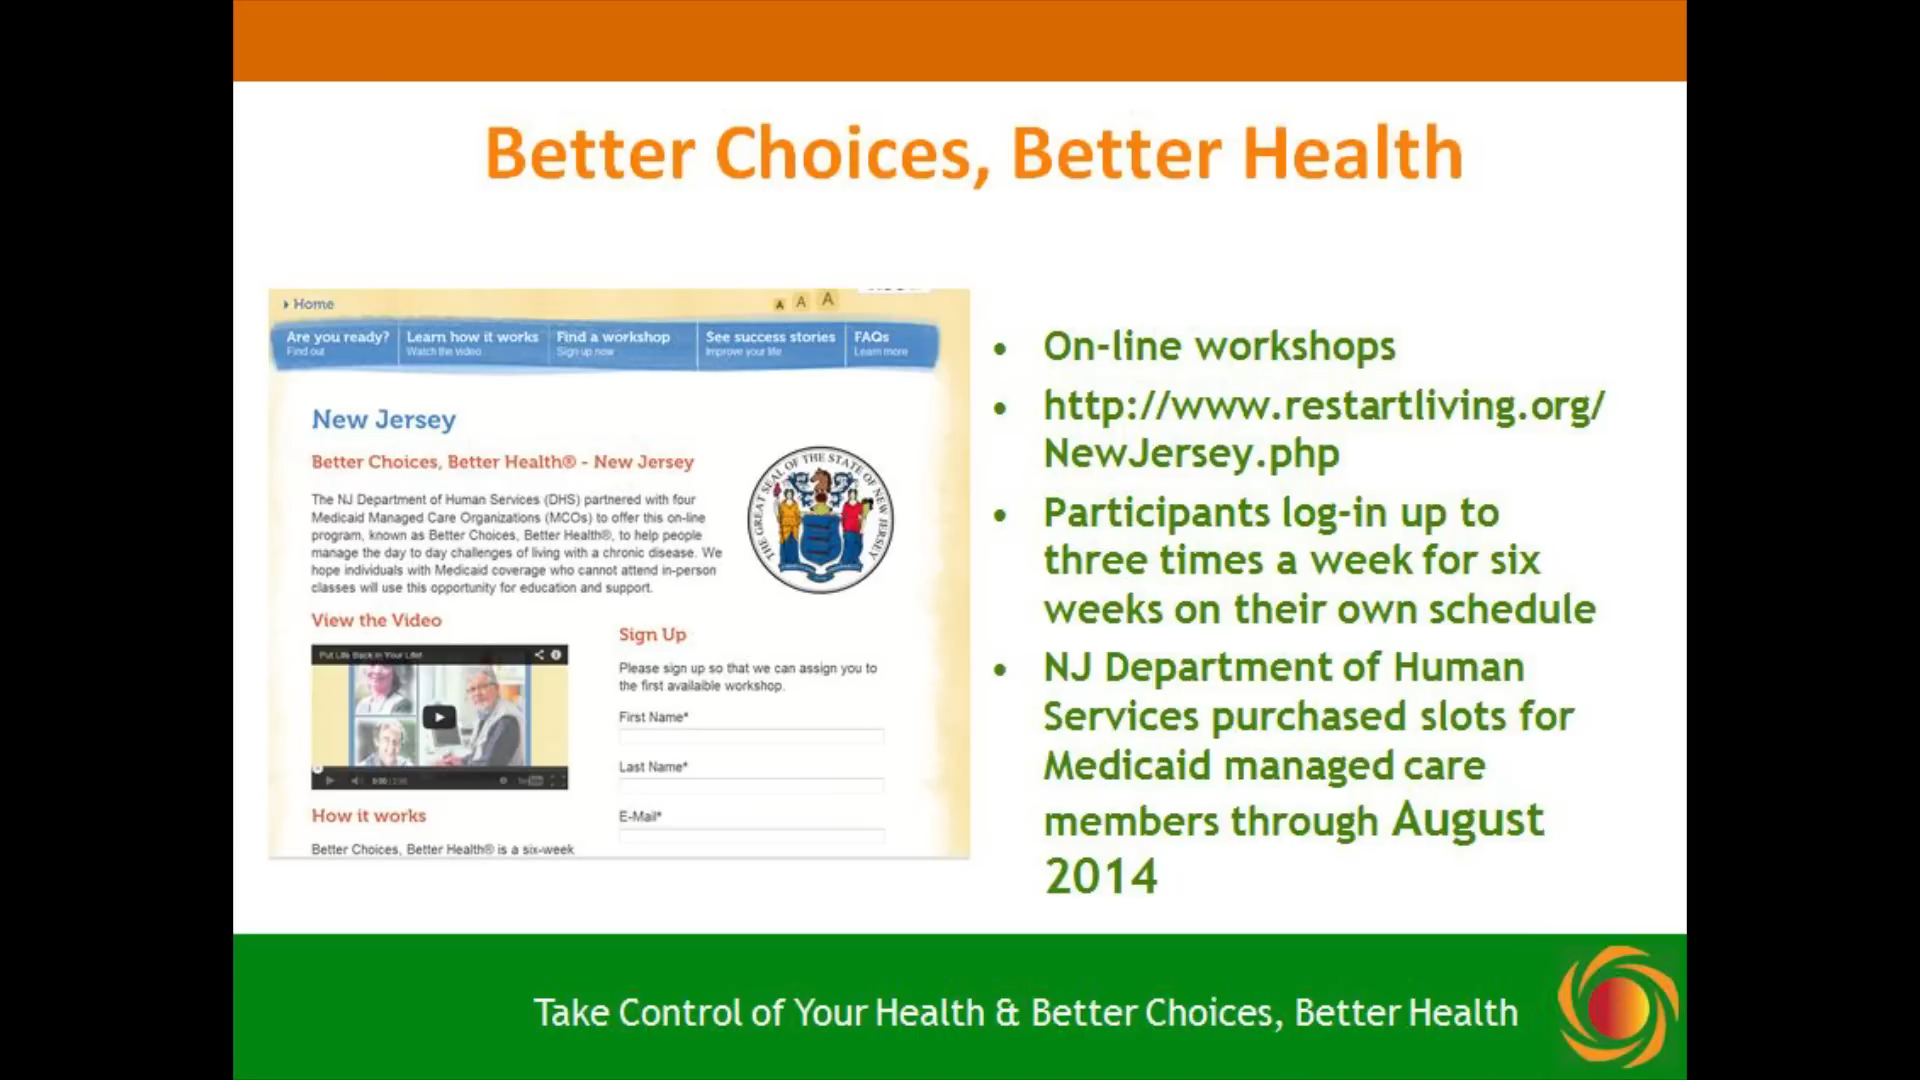 Better Choices, Better Health
Home
A A A
Are you ready?
Find out
Learn how it works
Watch the video
Find a workshop
Sign up now
See success stories
Improve your life
FAQs
Learn more
New Jersey
Better Choices, Better Health® - New Jersey
The NJ Department of Human Services (DHS) partnered with four
Medicaid Managed Care Organizations (MCOs) to offer this on-line
program, known as Better Choices, Better Health®, to help people
manage the day to day challenges of living with a chronic disease. We
hope individuals with Medicaid coverage who cannot attend in-person
classes will use this opportunity for education and support.
THE GREAT SEAL OF THE STATE OF NEW JERSEY
View the Video
Put Life Back in Your Life!
Sign Up
Please sign up so that we can assign you to
the first available workshop.
First Name*
Last Name*
E-Mail*
How it works
Better Choices, Better Health® is a six-week
• On-line workshops
• http://www.restartliving.org/
NewJersey.php
• Participants log-in up to
three times a week for six
weeks on their own schedule
• NJ Department of Human
Services purchased slots for
Medicaid managed care
members through August
2014
Take Control of Your Health & Better Choices, Better Health